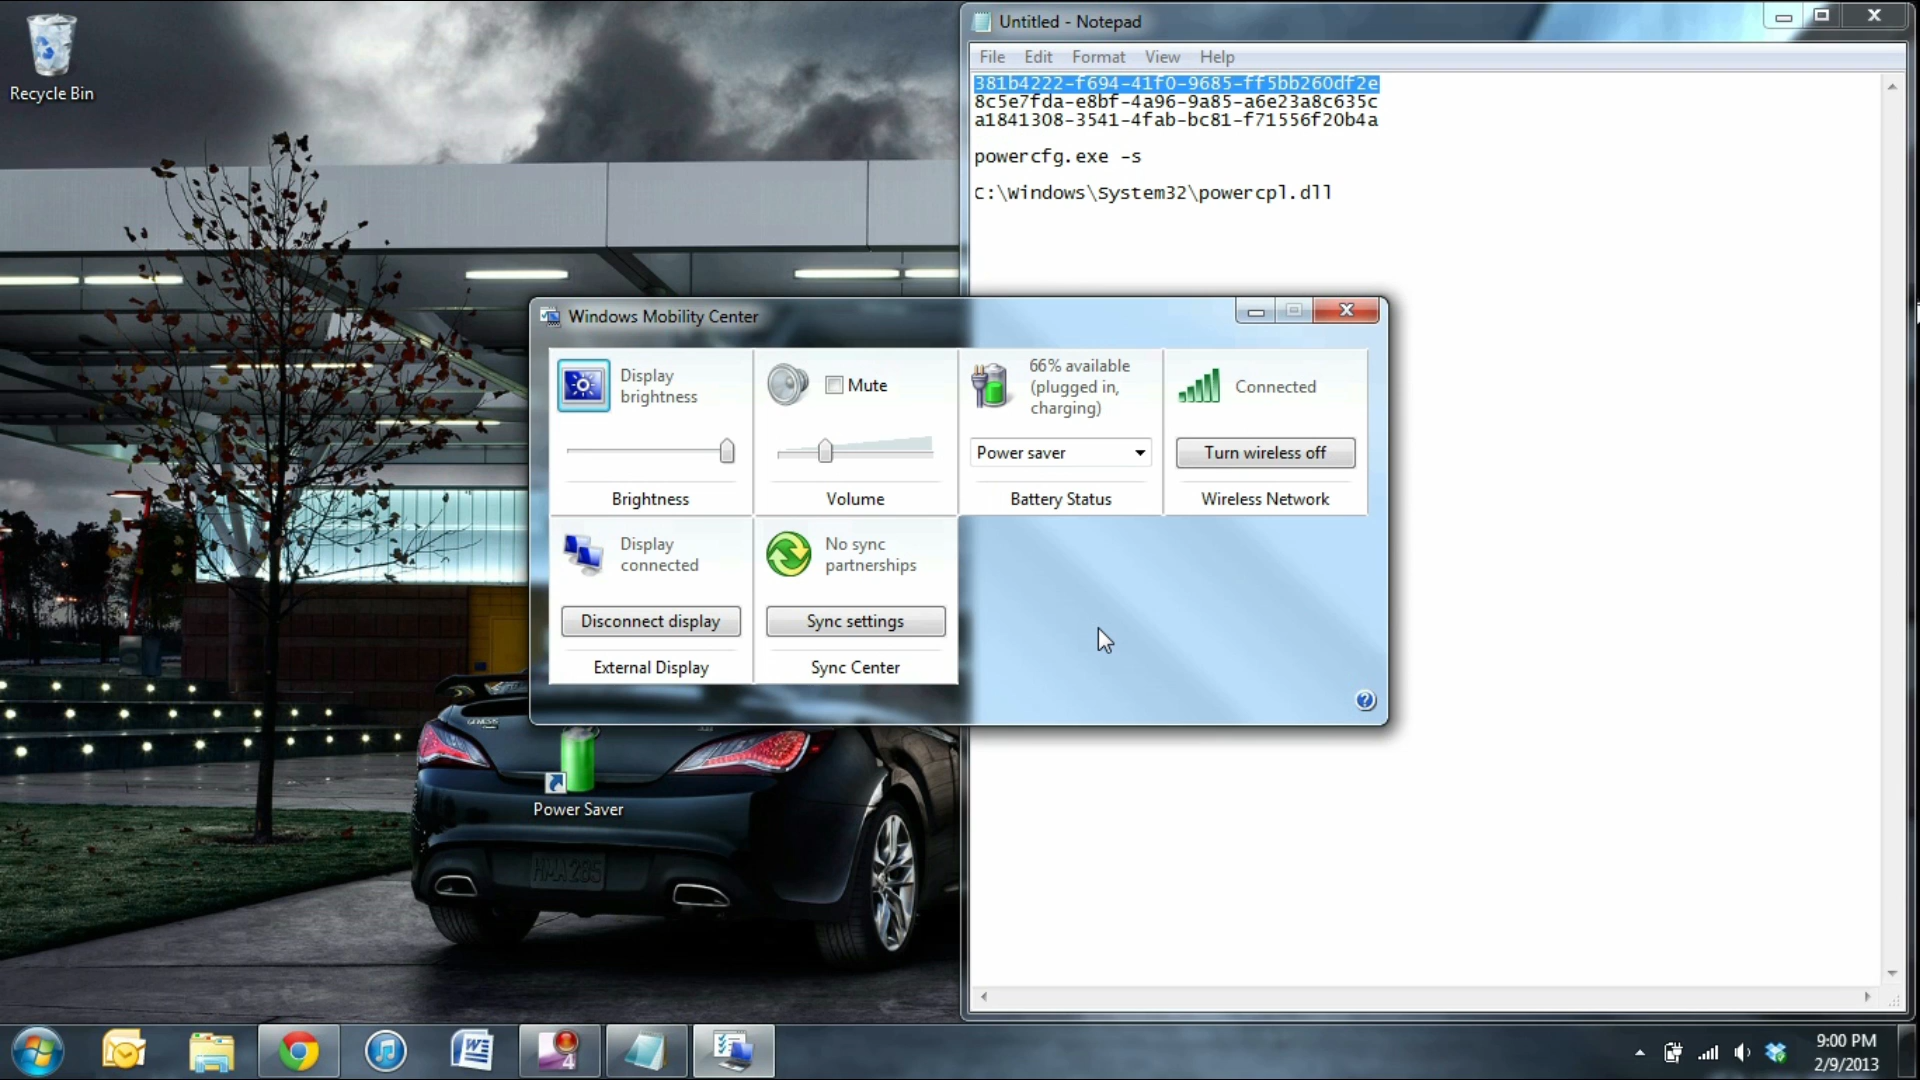 Recycle Bin
Untitled - Notepad
File Edit Format View Help
381b4222-f694-41f0-9685-ff5bb260df2e
8c5e7fda-e8bf-4a96-9a85-a6e23a8c635c
a1841308-3541-4fab-bc81-f71556f20b4a
powercfg.exe -s
C:\Windows\System32\powercpl.dll
Windows Mobility Center
Display
brightness
Brightness
Mute
Volume
66% available
(plugged in,
charging)
Power saver
Battery Status
Connected
Turn wireless off
Wireless Network
Display
connected
Disconnect display
External Display
No sync
partnerships
Sync settings
Sync Center
?
GENESIS
Power Saver
HMA285
W
4
9:00 PM
2/9/2013